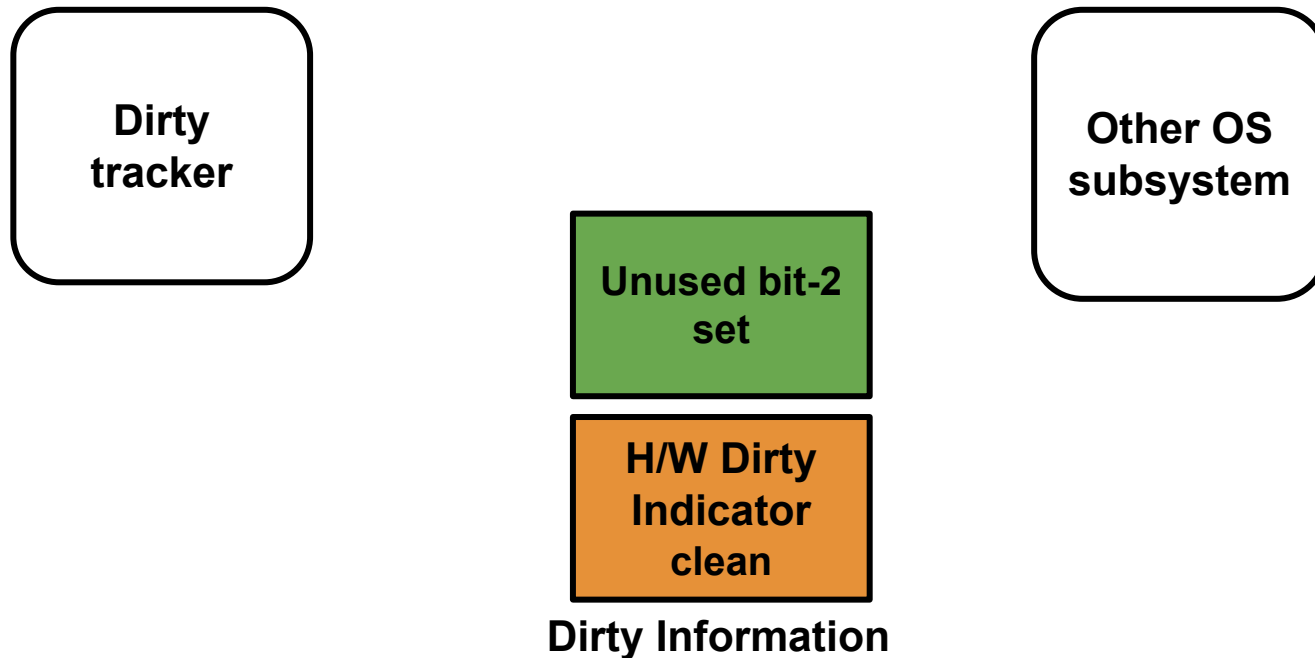 Dirty
tracker
Other OS
subsystem
Unused bit-2
set
H/W Dirty
Indicator
clean
Dirty Information